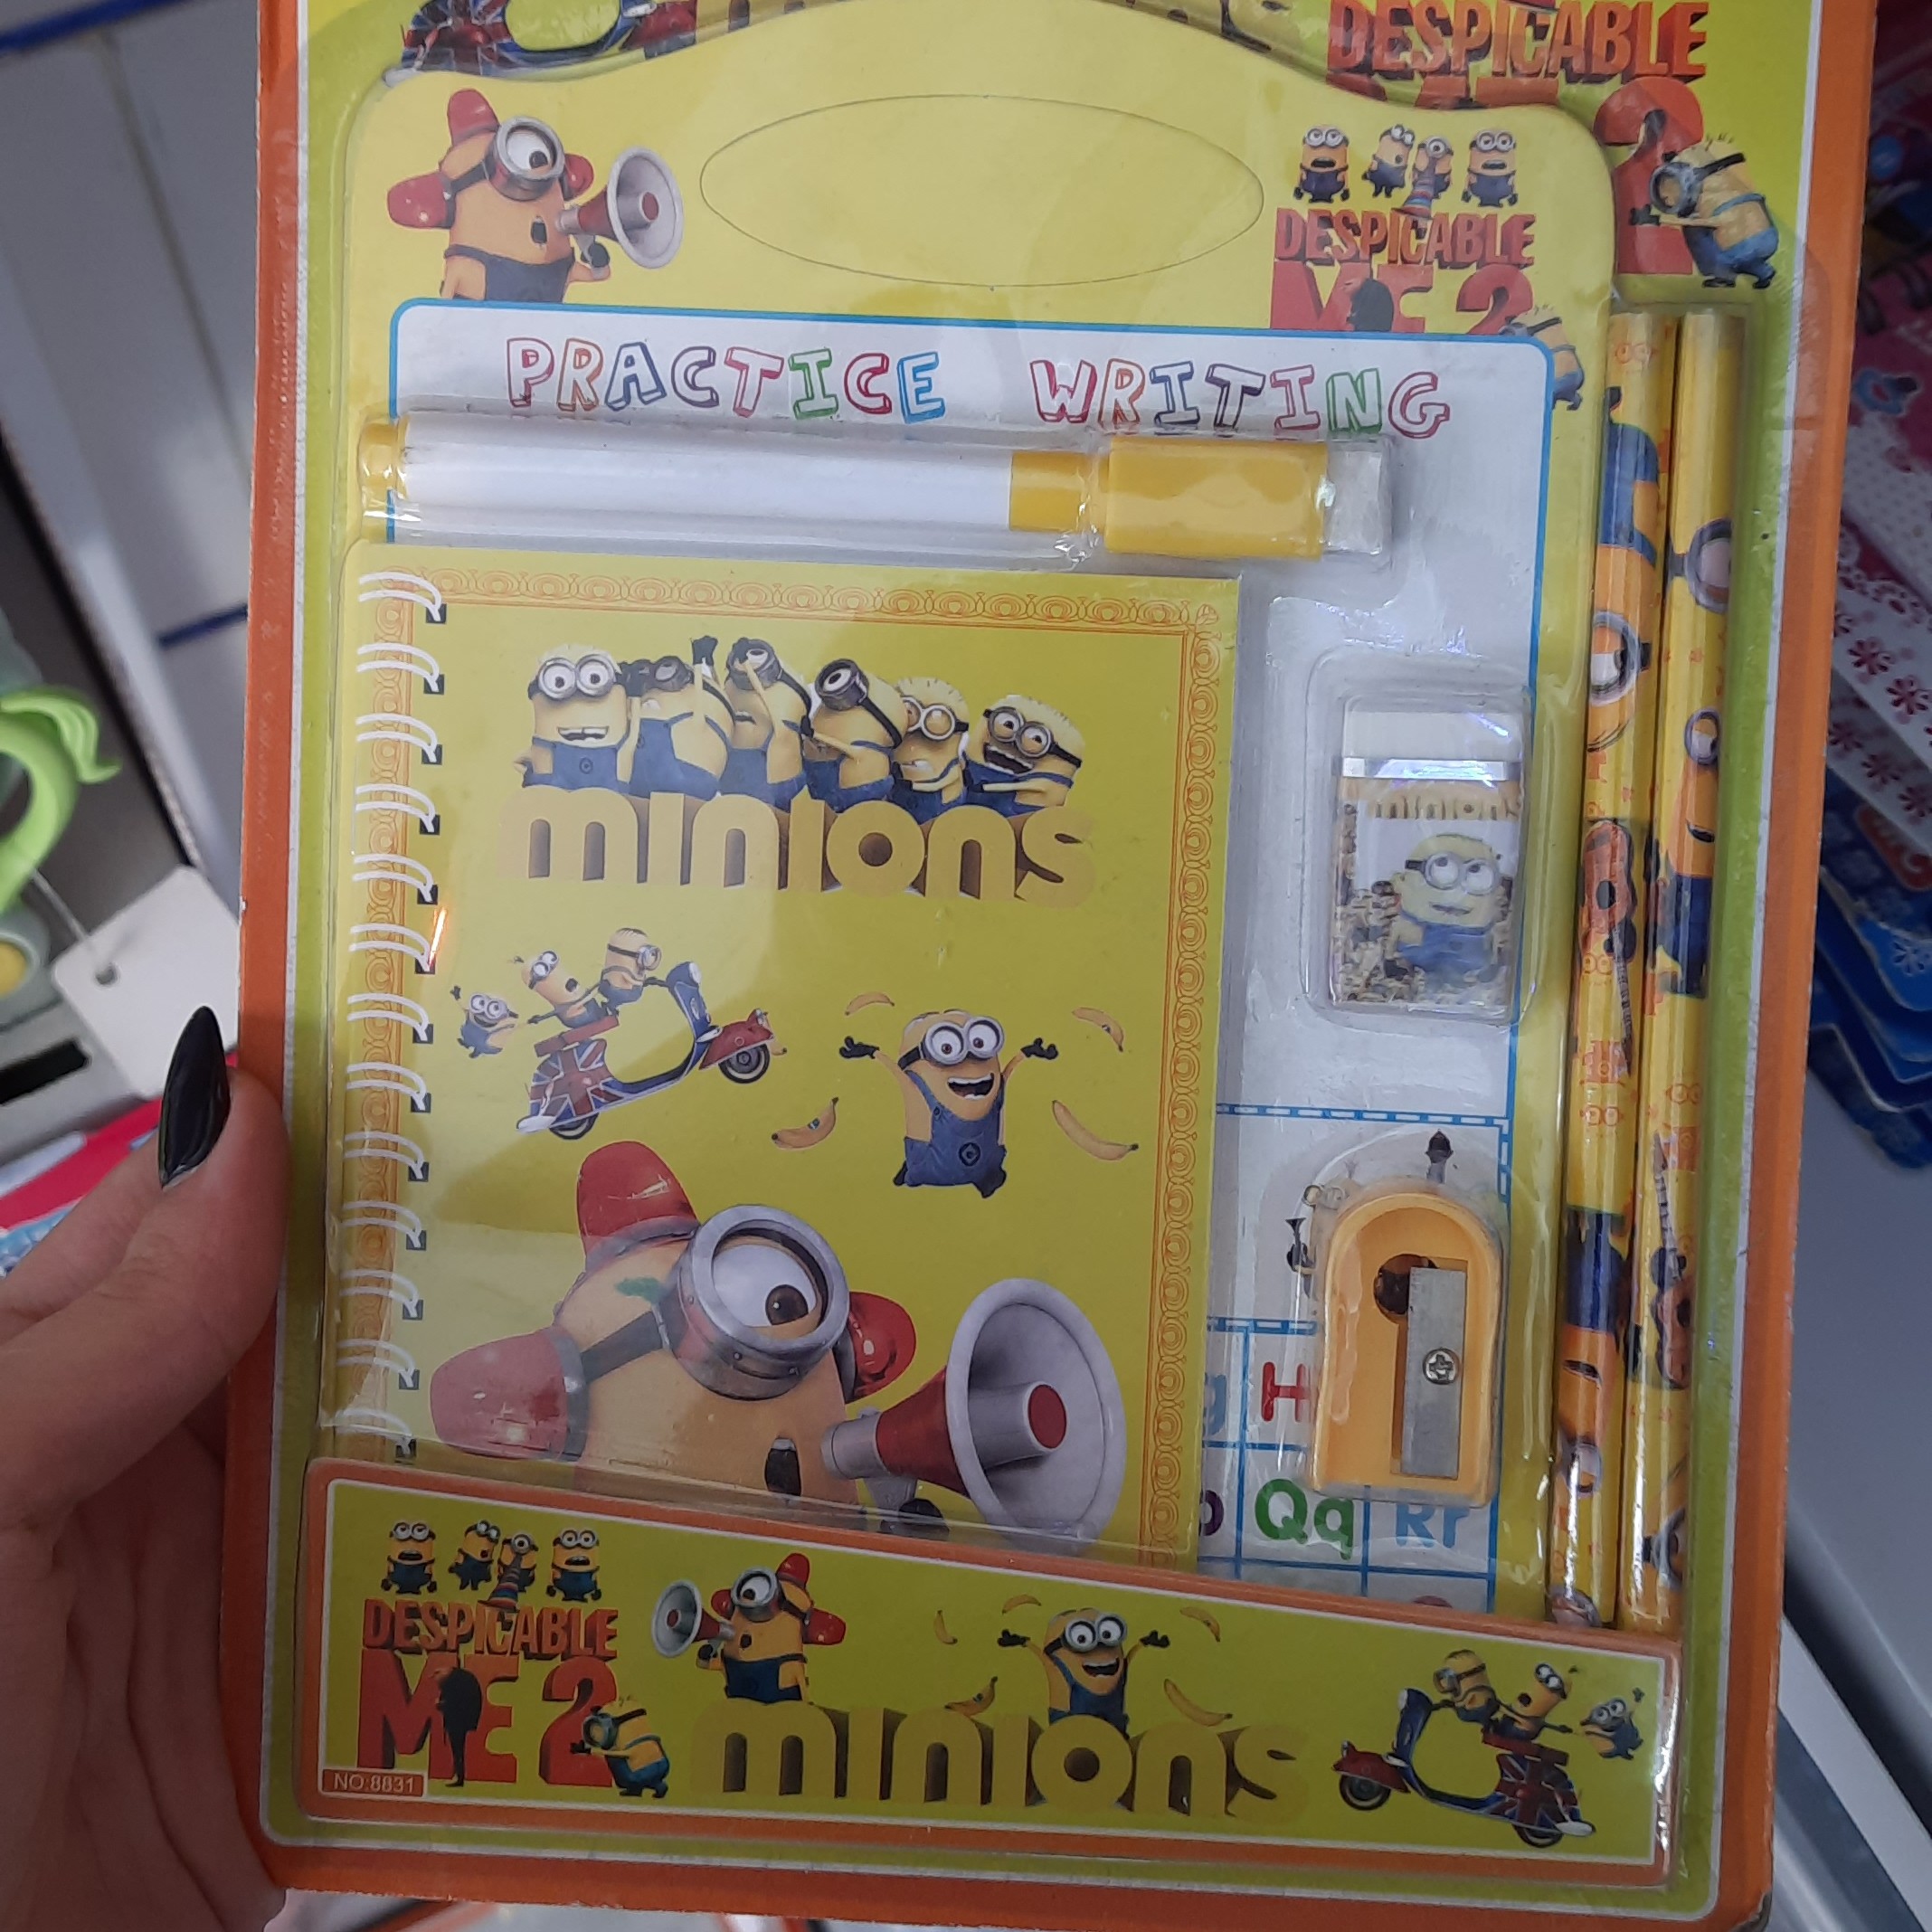 DESPICABLE
2
DESPICABLE
ME 2
PRACTICE WRITING
minions
minions
H
Qq
Rr
DESPICABLE
ME 2
minions
NO:8831